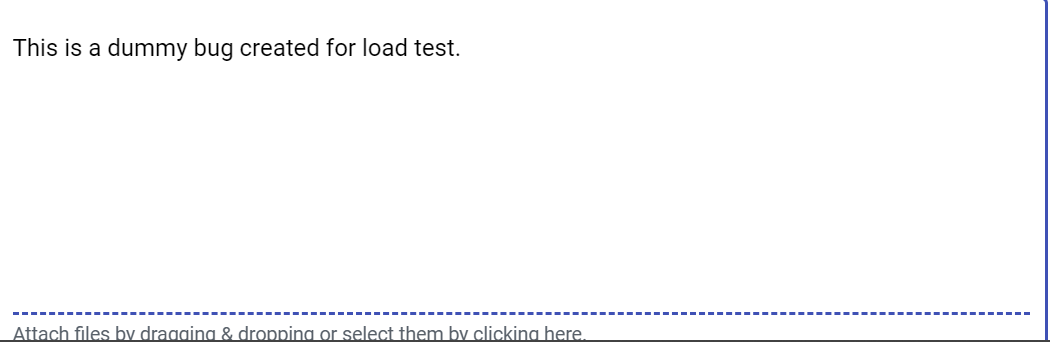 This is a dummy bug created for load test.
Attach files by dragging & dropping or select them by clicking here.